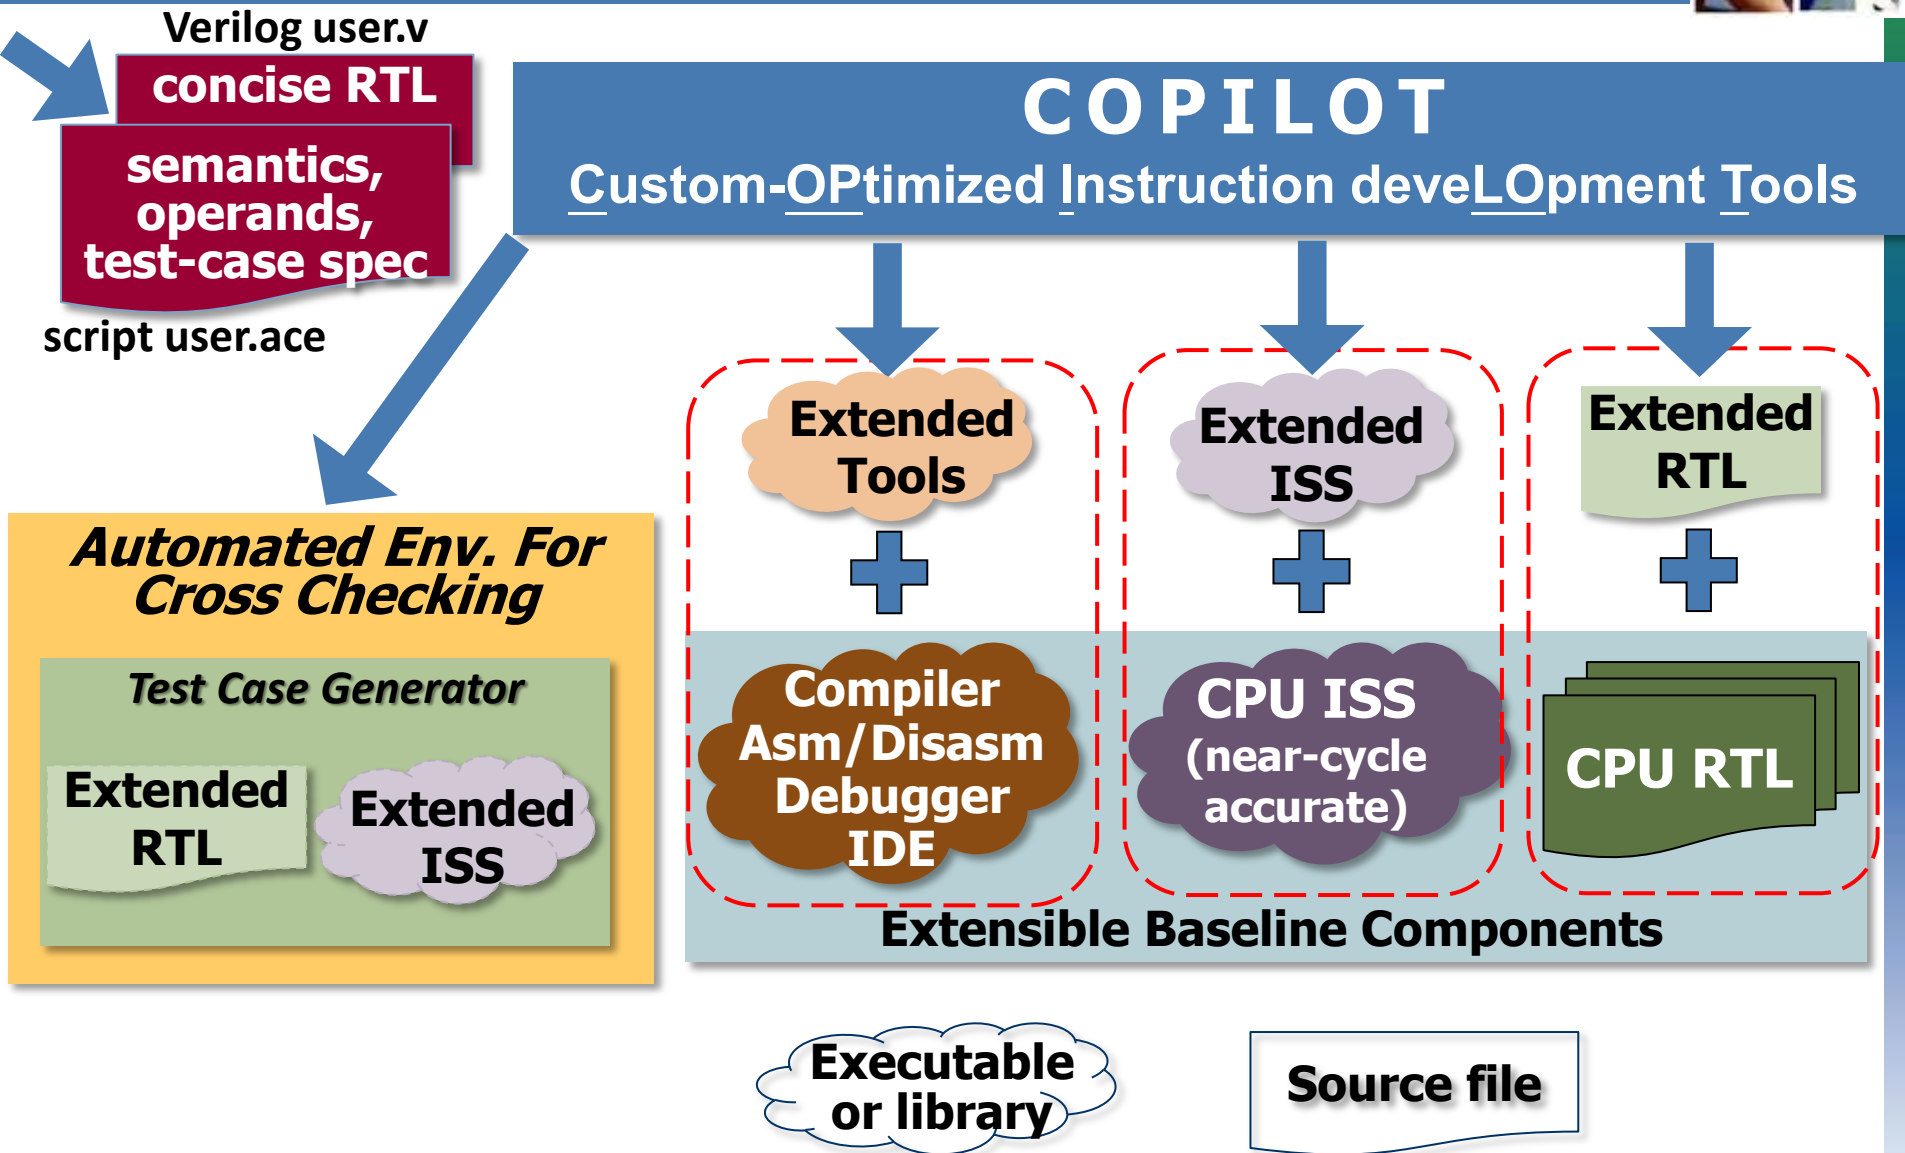 Verilog user.v
concise RTL
semantics,
operands,
test-case spec
script user.ace
COPILOT
Custom-OPtimized Instruction deveLOpment Tools
Extended
Tools
Extended
ISS
Extended
RTL
Automated Env. For
Cross Checking
Test Case Generator
Extended
RTL
Extended
ISS
Compiler
Asm/Disasm
Debugger
IDE
CPU ISS
(near-cycle
accurate)
CPU RTL
Extensible Baseline Components
Executable
or library
Source file